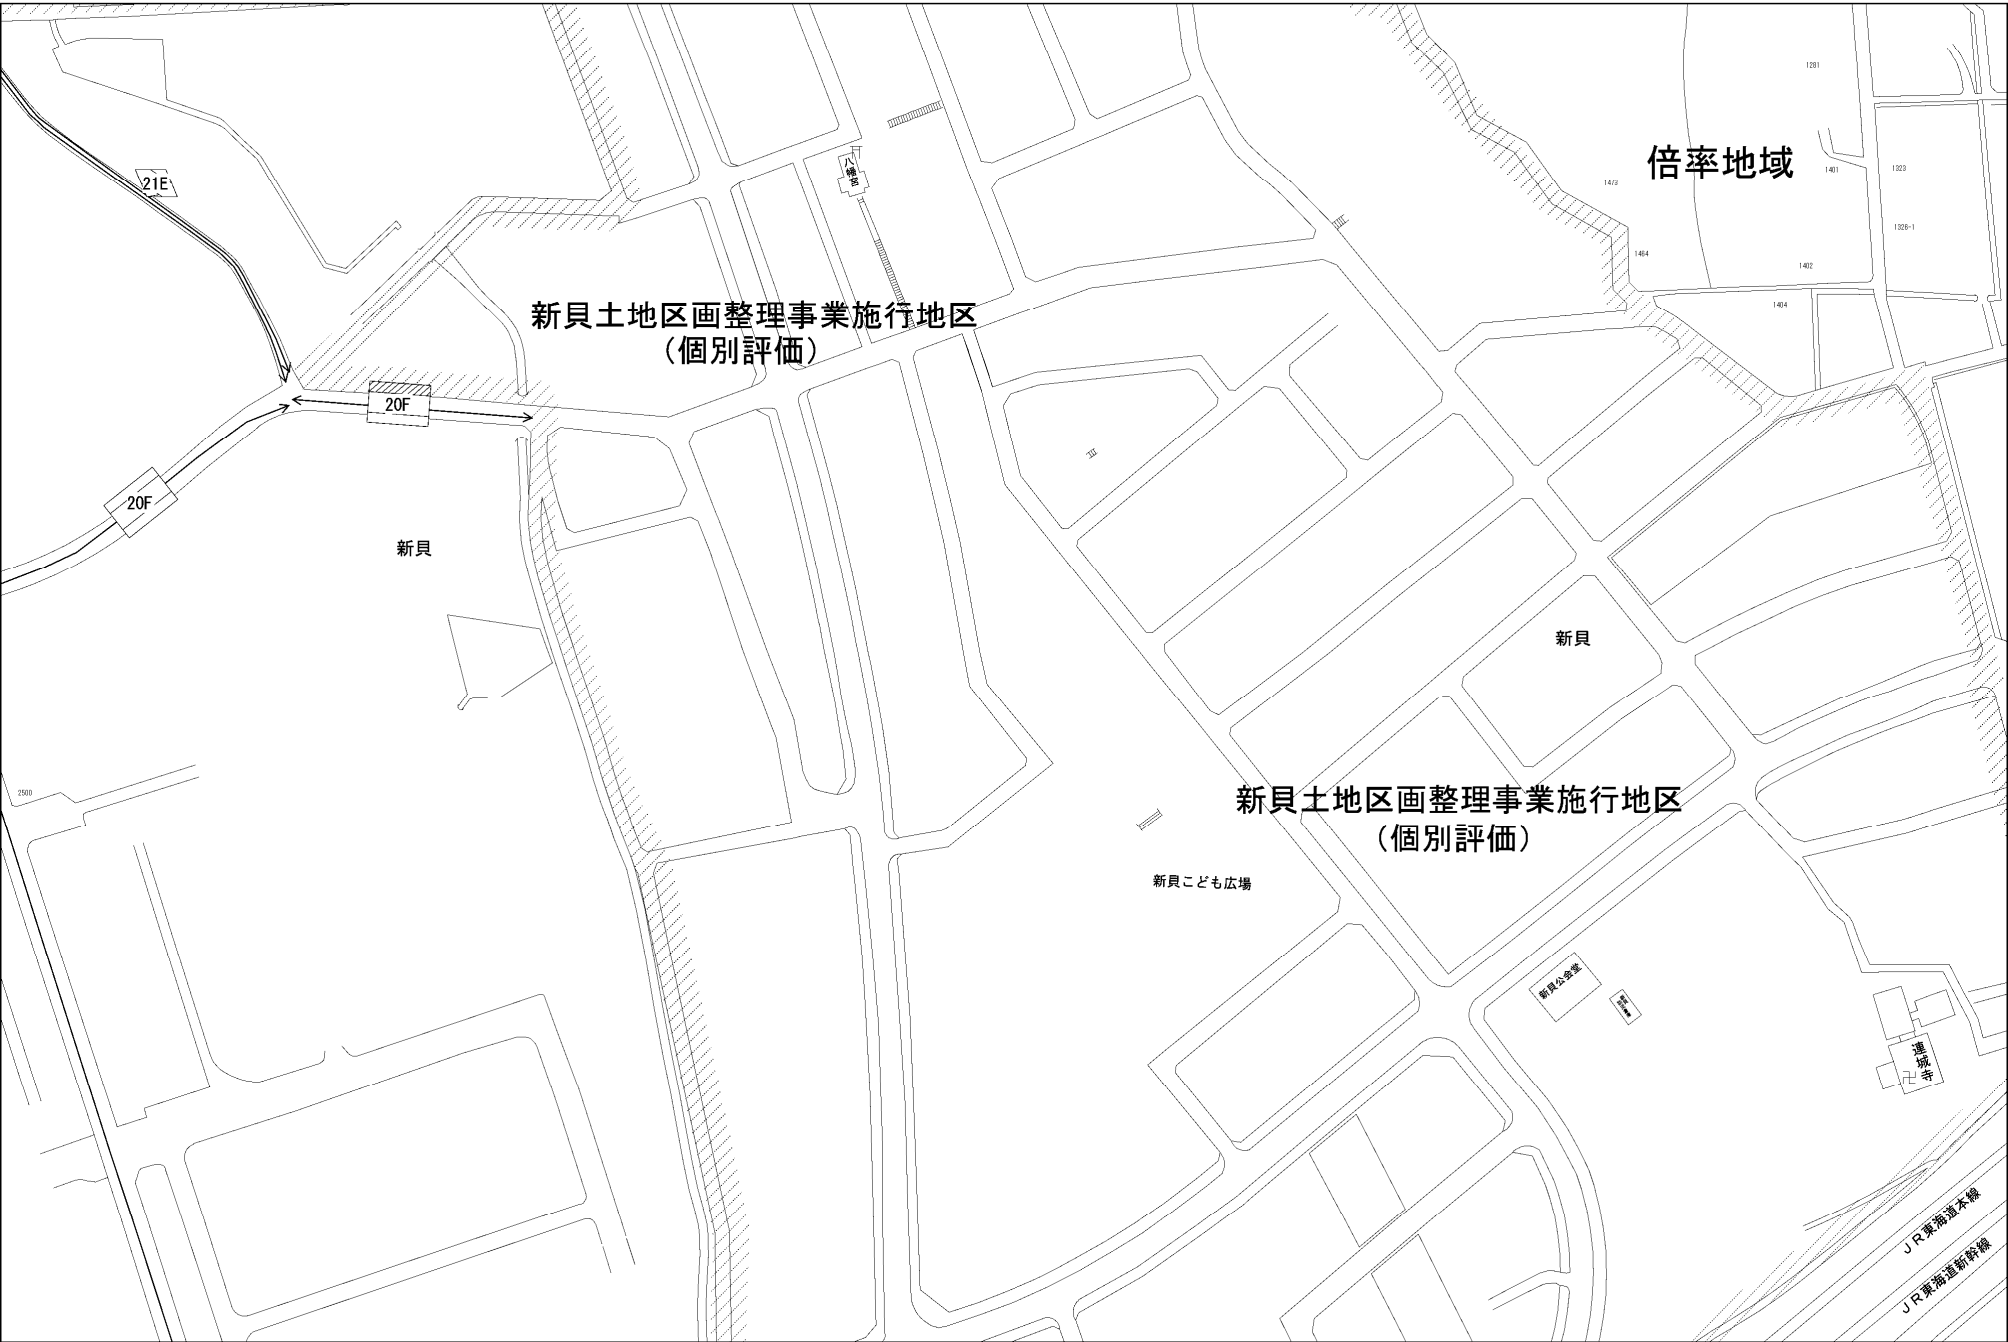 1281
倍率地域
八幡宮
21E
1473
1401
1323
1326-1
1464
1402
1404
新貝土地区画整理事業施行地区
（個別評価）
20F
20F
新貝
新貝
2500
新貝土地区画整理事業施行地区
（個別評価）
新貝こども広場
新貝公会堂
連城寺
ＪＲ東海道本線
ＪＲ東海道新幹線